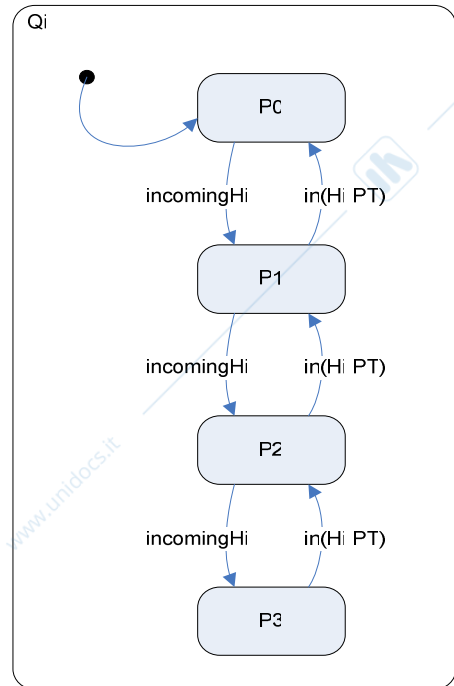 Qi
P0
incomingHi in(Hi PT)
P1
incomingHi in(Hi PT)
P2
incomingHi in(Hi PT)
P3
www.unidocs.it